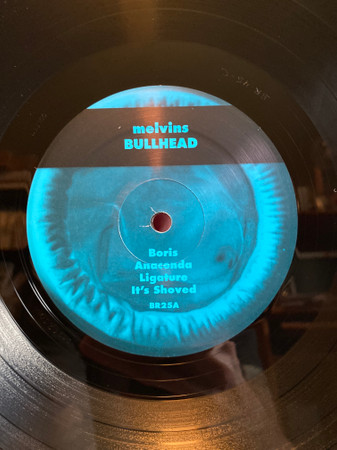 melvins
BULLHEAD
Boris
Anaconda
Ligature
It's Shoved
BR25A